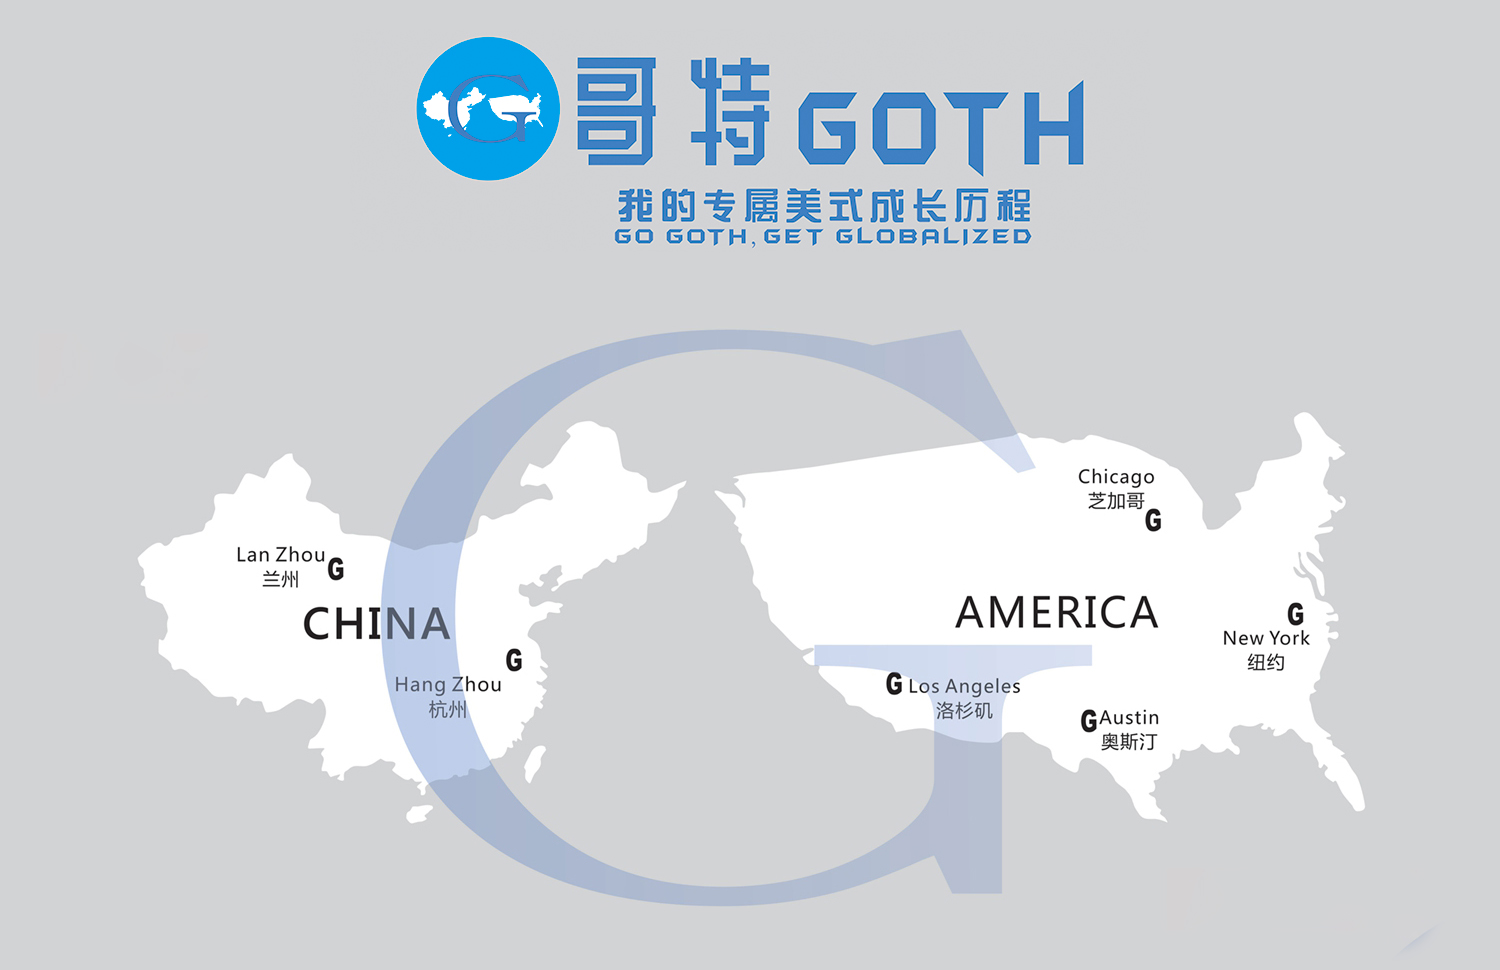 哥特 GOTH
我的专属美式成长历程
GO GOTH, GET GLOBALIZED
Chicago
芝加哥
G
Lan Zhou G
兰州
CHINA
AMERICA
G
New York
纽约
G
Hang Zhou
杭州
G Los Angeles
洛杉矶
G Austin
奥斯汀
G